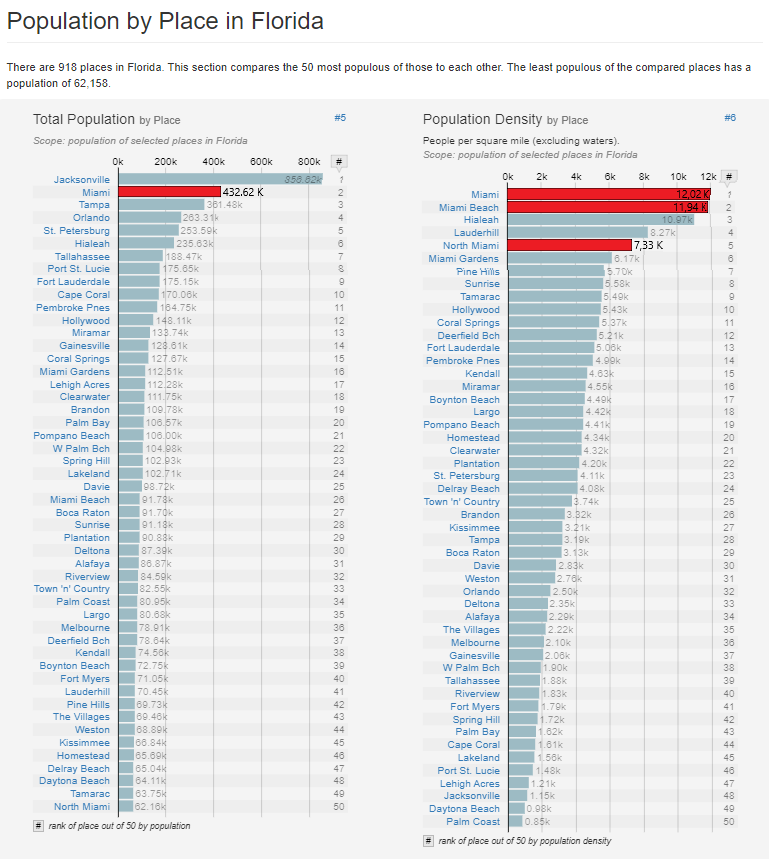 Population by Place in Florida
There are 918 places in Florida. This section compares the 50 most populous of those to each other. The least populous of the compared places has a
population of 62,158.
Total Population by Place #5
Scope: population of selected places in Florida
0k 200k 400k 600k 800k #
Jacksonville 856.62k 1
Miami 432.62 K 2
Tampa 361.48k 3
Orlando 263.31k 4
St. Petersburg 253.59k 5
Hialeah 235.63k 6
Tallahassee 188.47k 7
Port St. Lucie 175.65k 8
Fort Lauderdale 175.15k 9
Cape Coral 170.06k 10
Pembroke Pnes 164.75k 11
Hollywood 148.11k 12
Miramar 133.74k 13
Gainesville 128.61k 14
Coral Springs 127.67k 15
Miami Gardens 112.51k 16
Lehigh Acres 112.28k 17
Clearwater 111.75k 18
Brandon 109.78k 19
Palm Bay 106.57k 20
Pompano Beach 106.00k 21
W Palm Bch 104.98k 22
Spring Hill 102.93k 23
Lakeland 102.71k 24
Davie 98.72k 25
Miami Beach 91.78k 26
Boca Raton 91.70k 27
Sunrise 91.18k 28
Plantation 90.88k 29
Deltona 87.39k 30
Alafaya 86.87k 31
Riverview 84.59k 32
Town 'n' Country 82.55k 33
Palm Coast 80.95k 34
Largo 80.68k 35
Melbourne 78.91k 36
Deerfield Bch 78.64k 37
Kendall 74.56k 38
Boynton Beach 72.75k 39
Fort Myers 71.05k 40
Lauderhill 70.45k 41
Pine Hills 69.73k 42
The Villages 69.46k 43
Weston 68.89k 44
Kissimmee 66.84k 45
Homestead 65.69k 46
Delray Beach 65.04k 47
Daytona Beach 64.11k 48
Tamarac 63.75k 49
North Miami 62.16k 50
# rank of place out of 50 by population
Population Density by Place #6
People per square mile (excluding waters).
Scope: population of selected places in Florida
0k 2k 4k 6k 8k 10k 12k #
Miami 12,02 K 1
Miami Beach 11,94 K 2
Hialeah 10.97k 3
Lauderhill 8.27k 4
North Miami 7,33 K 5
Miami Gardens 6.17k 6
Pine Hills 5.70k 7
Sunrise 5.58k 8
Tamarac 5.49k 9
Hollywood 5.43k 10
Coral Springs 5.37k 11
Deerfield Bch 5.21k 12
Fort Lauderdale 5.06k 13
Pembroke Pnes 4.99k 14
Kendall 4.63k 15
Miramar 4.55k 16
Boynton Beach 4.49k 17
Largo 4.42k 18
Pompano Beach 4.41k 19
Homestead 4.34k 20
Clearwater 4.32k 21
Plantation 4.20k 22
St. Petersburg 4.11k 23
Delray Beach 4.08k 24
Town 'n' Country 3.74k 25
Brandon 3.32k 26
Kissimmee 3.21k 27
Tampa 3.19k 28
Boca Raton 3.13k 29
Davie 2.83k 30
Weston 2.76k 31
Orlando 2.50k 32
Deltona 2.35k 33
Alafaya 2.29k 34
The Villages 2.22k 35
Melbourne 2.10k 36
Gainesville 2.06k 37
W Palm Bch 1.90k 38
Tallahassee 1.88k 39
Riverview 1.83k 40
Fort Myers 1.79k 41
Spring Hill 1.72k 42
Palm Bay 1.62k 43
Cape Coral 1.61k 44
Lakeland 1.56k 45
Port St. Lucie 1.48k 46
Lehigh Acres 1.21k 47
Jacksonville 1.15k 48
Daytona Beach 0.98k 49
Palm Coast 0.85k 50
# rank of place out of 50 by population density